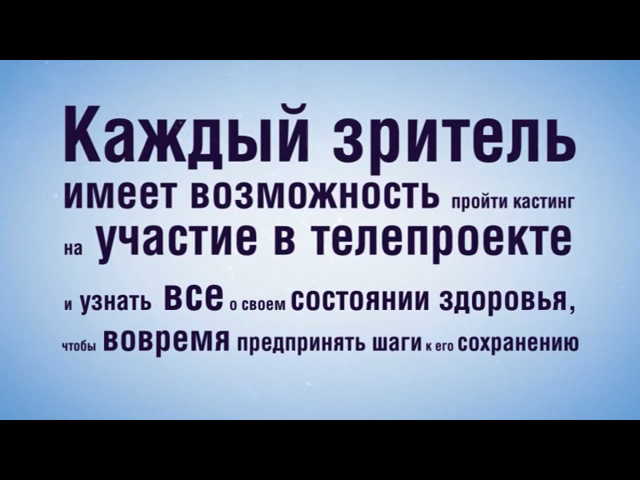 Каждый зритель
имеет возможность пройти кастинг
на участие в телепроекте
и узнать все о своем состоянии здоровья,
чтобы вовремя предпринять шаги к его сохранению